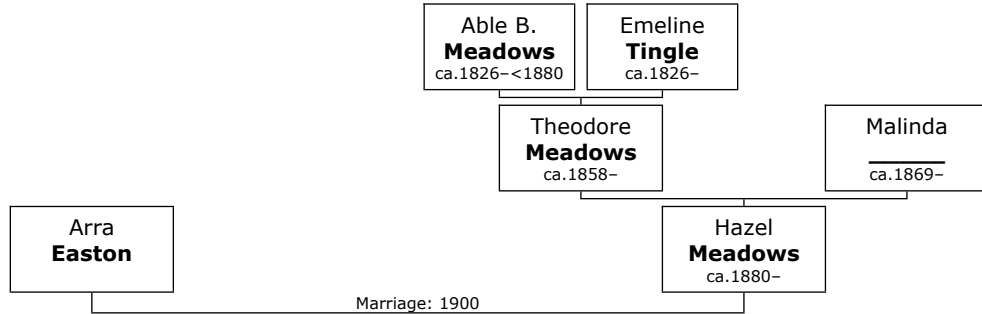 Able B.
Meadows
ca.1826–<1880
Emeline
Tingle
ca.1826–
Theodore
Meadows
ca.1858–
Malinda
______
ca.1869–
Arra
Easton
Hazel
Meadows
ca.1880–
Marriage: 1900